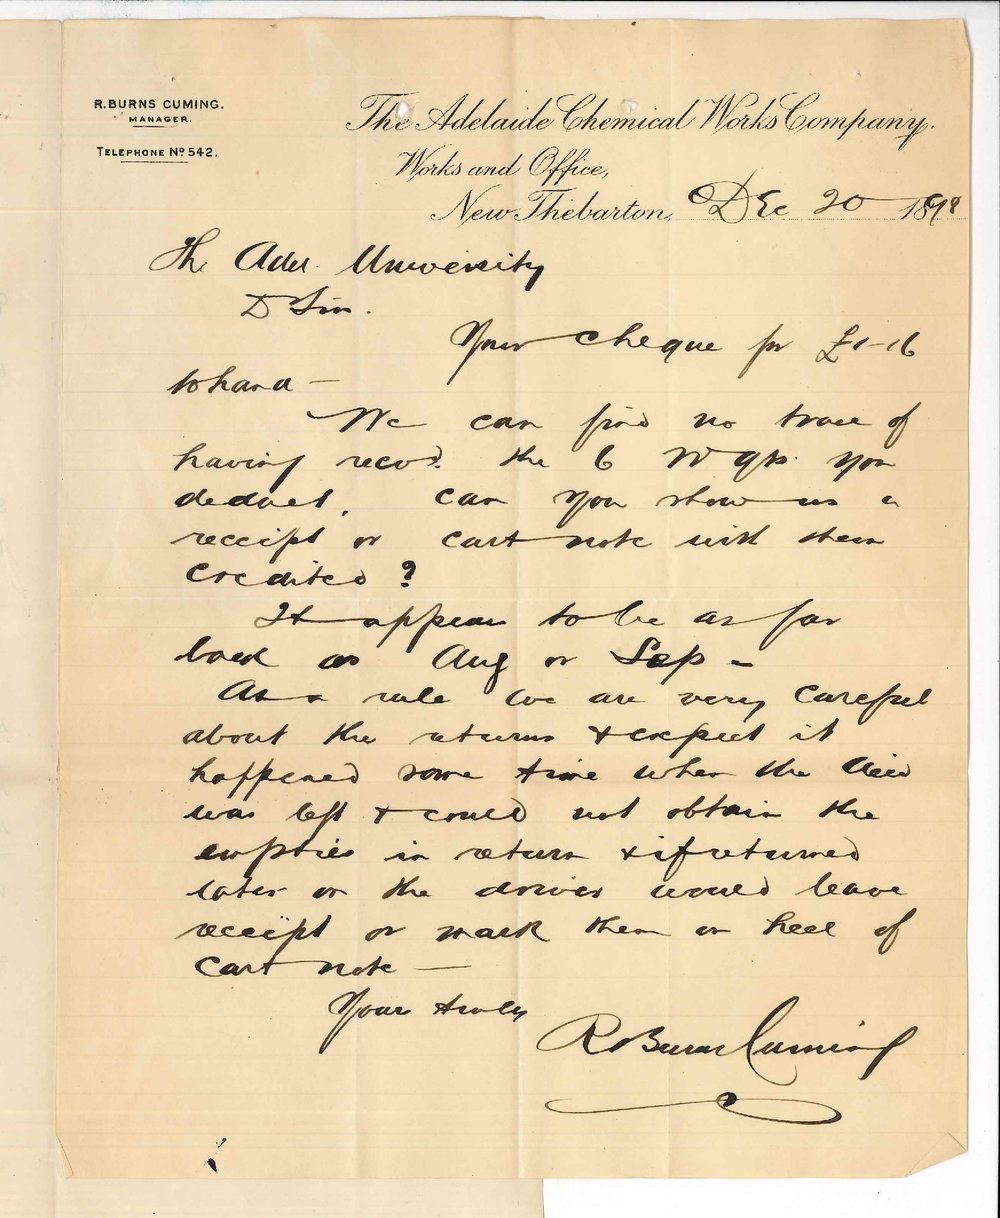 R. BURNS CUMING.
MANAGER.
TELEPHONE No 542.
The Adelaide Chemical Works Company.
Works and Office,
New Thebarton, Dec 20 1898
The Adel. University
D Sir.
Your cheque for £1-16
to hand —
We can find no trace of
having recvd. the 6 W qts. you
deduct. Can you show us a
receipt or cart note with them
credited ?
It appears to be as far
back as Aug or Sep -
As a rule we are very careful
about the returns & expect it
happened some time when the Acid
was left & could not obtain the
empties in return & if returned
later on the driver would leave
receipt or mark them on heel of
cart note —
Yours truly
R Burns Cuming